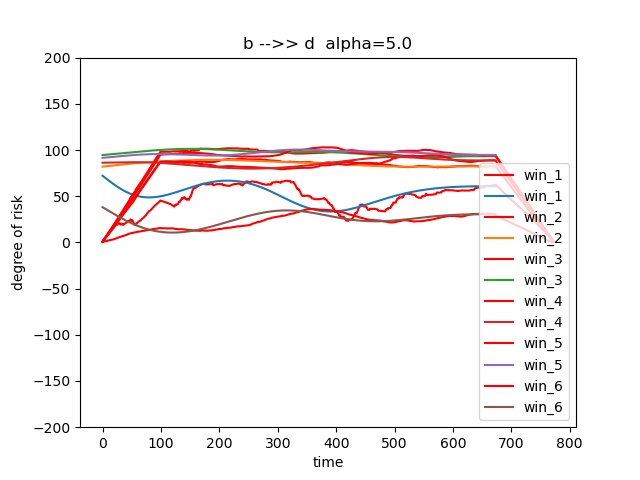 b -->> d  alpha=5.0
200
150
100
50
0
−50
−100
−150
−200
degree of risk
0 100 200 300 400 500 600 700 800
time
win_1
win_1
win_2
win_2
win_3
win_3
win_4
win_4
win_5
win_5
win_6
win_6